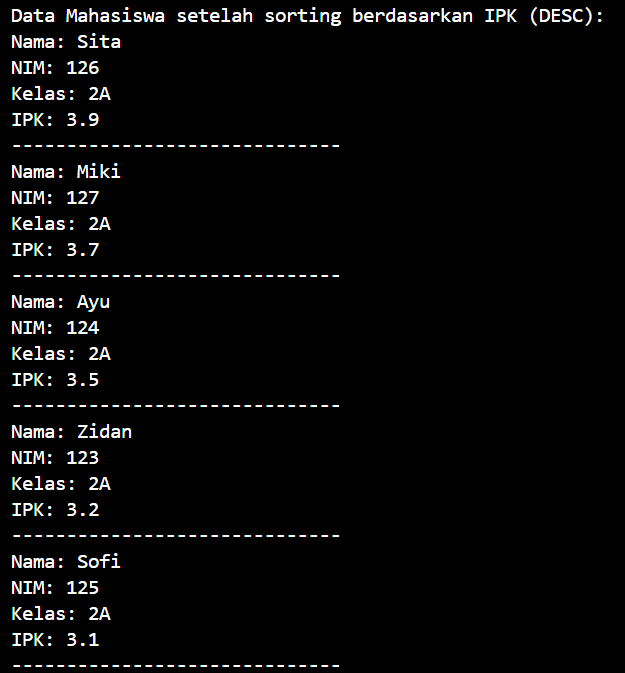 Data Mahasiswa setelah sorting berdasarkan IPK (DESC):
Nama: Sita
NIM: 126
Kelas: 2A
IPK: 3.9
------------------------------
Nama: Miki
NIM: 127
Kelas: 2A
IPK: 3.7
------------------------------
Nama: Ayu
NIM: 124
Kelas: 2A
IPK: 3.5
------------------------------
Nama: Zidan
NIM: 123
Kelas: 2A
IPK: 3.2
------------------------------
Nama: Sofi
NIM: 125
Kelas: 2A
IPK: 3.1
------------------------------